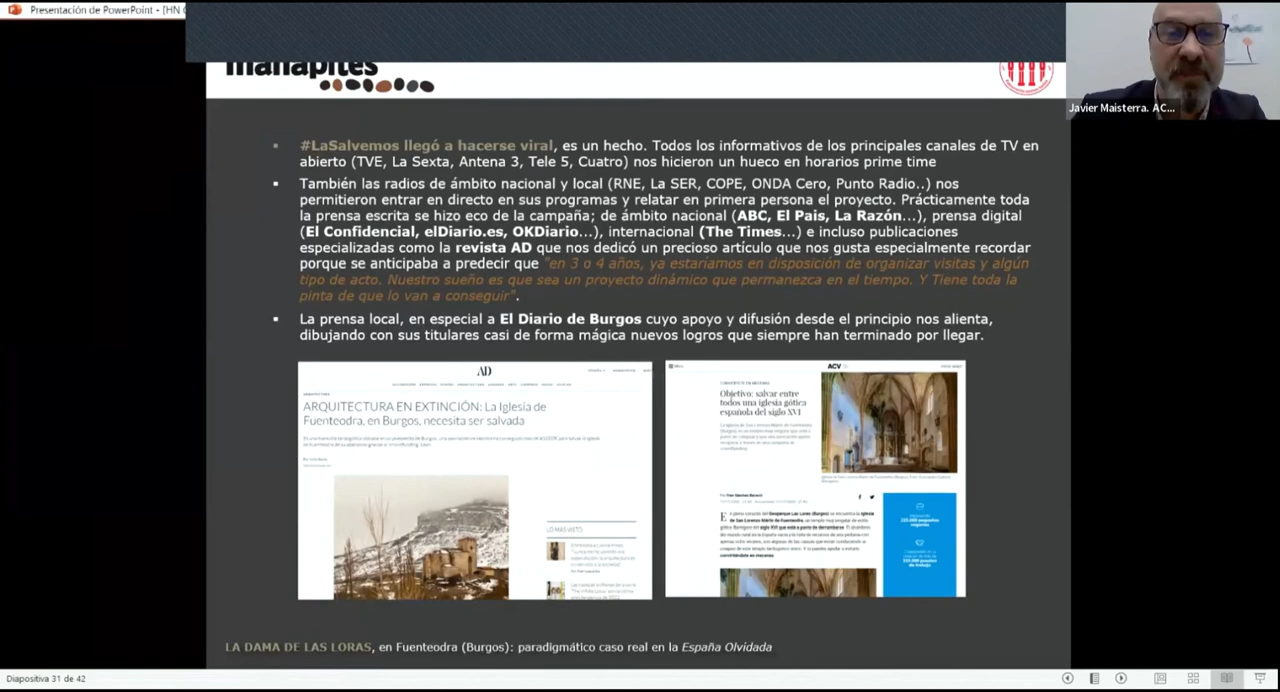 Presentación de PowerPoint - [HN
manapites
Javier Maisterra. AC...
#LaSalvemos llegó a hacerse viral, es un hecho. Todos los informativos de los principales canales de TV en
abierto (TVE, La Sexta, Antena 3, Tele 5, Cuatro) nos hicieron un hueco en horarios prime time
También las radios de ámbito nacional y local (RNE, La SER, COPE, ONDA Cero, Punto Radio..) nos
permitieron entrar en directo en sus programas y relatar en primera persona el proyecto. Prácticamente toda
la prensa escrita se hizo eco de la campaña; de ámbito nacional (ABC, El Pais, La Razón...), prensa digital
(El Confidencial, elDiario.es, OKDiario...), internacional (The Times...) e incluso publicaciones
especializadas como la revista AD que nos dedicó un precioso artículo que nos gusta especialmente recordar
porque se anticipaba a predecir que "en 3 o 4 años, ya estaríamos en disposición de organizar visitas y algún
tipo de acto. Nuestro sueño es que sea un proyecto dinámico que permanezca en el tiempo. Y Tiene toda la
pinta de que lo van a conseguir".
La prensa local, en especial a El Diario de Burgos cuyo apoyo y difusión desde el principio nos alienta,
dibujando con sus titulares casi de forma mágica nuevos logros que siempre han terminado por llegar.
AD
ARQUITECTURA EN EXTINCIÓN: La Iglesia de
Fuenteodra, en Burgos, necesita ser salvada
LO MÁS VISTO
ACV
Objetivo: salvar entre
todos una iglesia gótica
española del siglo XVI
LA DAMA DE LAS LORAS, en Fuenteodra (Burgos): paradigmático caso real en la España Olvidada
Diapositiva 31 de 42